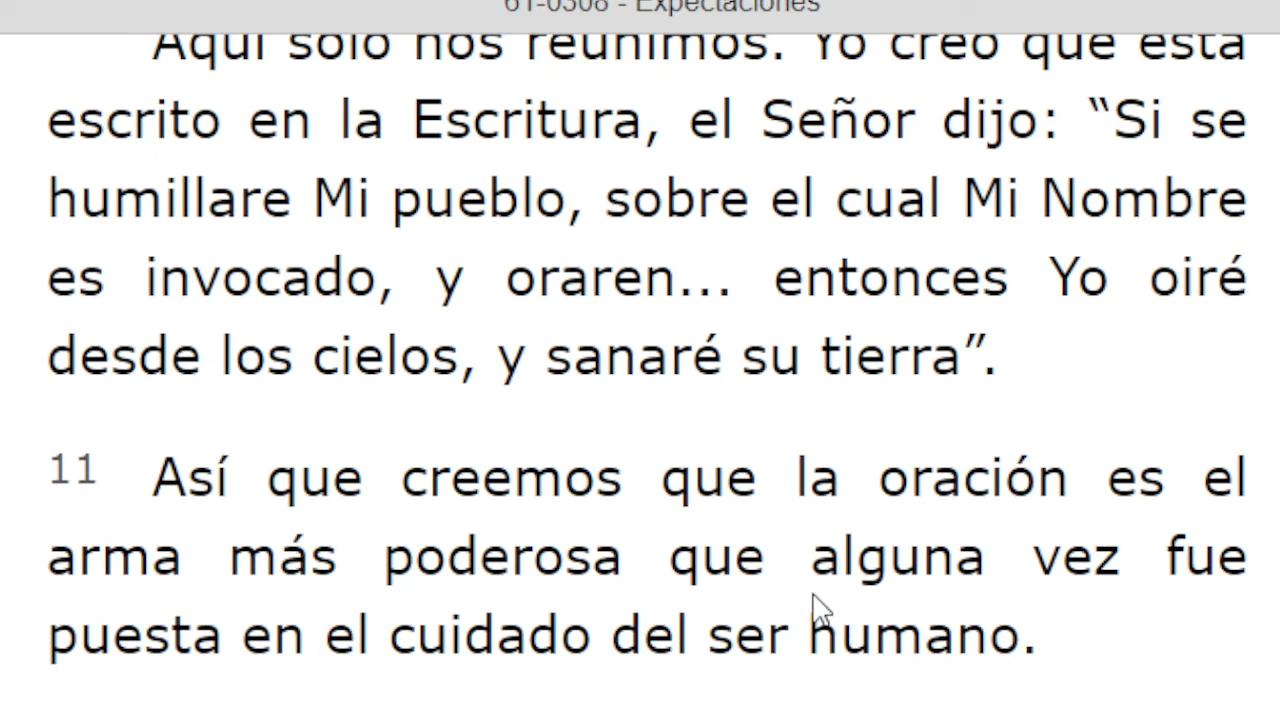 61-0308 - Expectaciones
Aquí solo nos reunimos. Yo creo que está
escrito en la Escritura, el Señor dijo: “Si se
humillare Mi pueblo, sobre el cual Mi Nombre
es invocado, y oraren... entonces Yo oiré
desde los cielos, y sanaré su tierra”.
11 Así que creemos que la oración es el
arma más poderosa que alguna vez fue
puesta en el cuidado del ser humano.